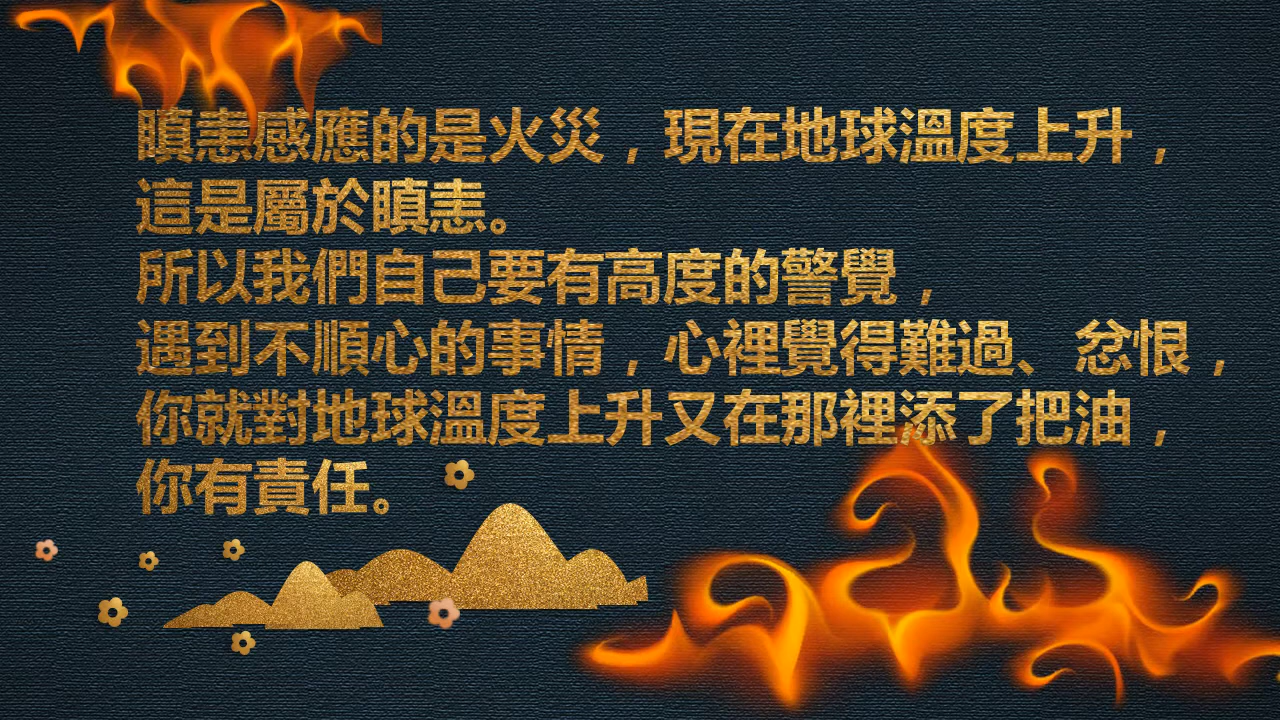 瞋恚感應的是火災，現在地球溫度上升，
這是屬於瞋恚。
所以我們自己要有高度的警覺，
遇到不順心的事情，心裡覺得難過、忿恨，
你就對地球溫度上升又在那裡添了把油，
你有責任。